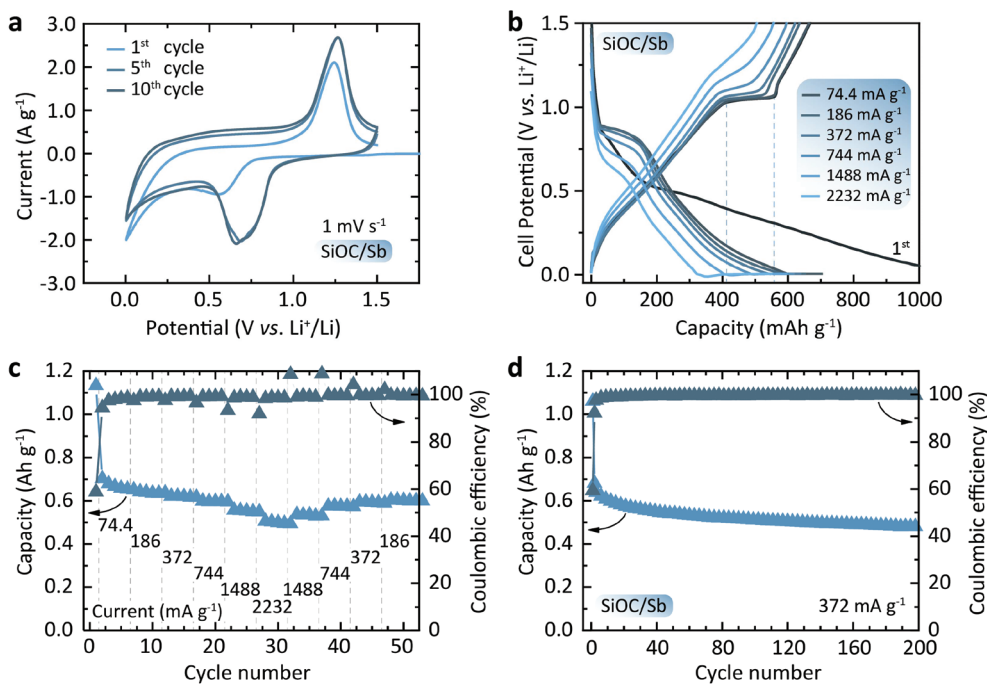 a
3.0
2.0
1.0
0.0
-1.0
-2.0
-3.0
Current (A g⁻¹)
1ˢᵗ cycle
5ᵗʰ cycle
10ᵗʰ cycle
1 mV s⁻¹
SiOC/Sb
0.0 0.5 1.0 1.5
Potential (V vs. Li⁺/Li)
b
1.5
1.0
0.5
0.0
Cell Potential (V vs. Li⁺/Li)
SiOC/Sb
74.4 mA g⁻¹
186 mA g⁻¹
372 mA g⁻¹
744 mA g⁻¹
1488 mA g⁻¹
2232 mA g⁻¹
1ˢᵗ
0 200 400 600 800 1000
Capacity (mAh g⁻¹)
c
1.2
1.0
0.8
0.6
0.4
0.2
0.0
Capacity (Ah g⁻¹)
74.4
186
372
744
1488
2232
1488
744
372
186
Current (mA g⁻¹)
100
80
60
40
20
0
Coulombic efficiency (%)
0 10 20 30 40 50
Cycle number
d
1.2
1.0
0.8
0.6
0.4
0.2
0.0
Capacity (Ah g⁻¹)
SiOC/Sb
372 mA g⁻¹
100
80
60
40
20
0
Coulombic efficiency (%)
0 40 80 120 160 200
Cycle number